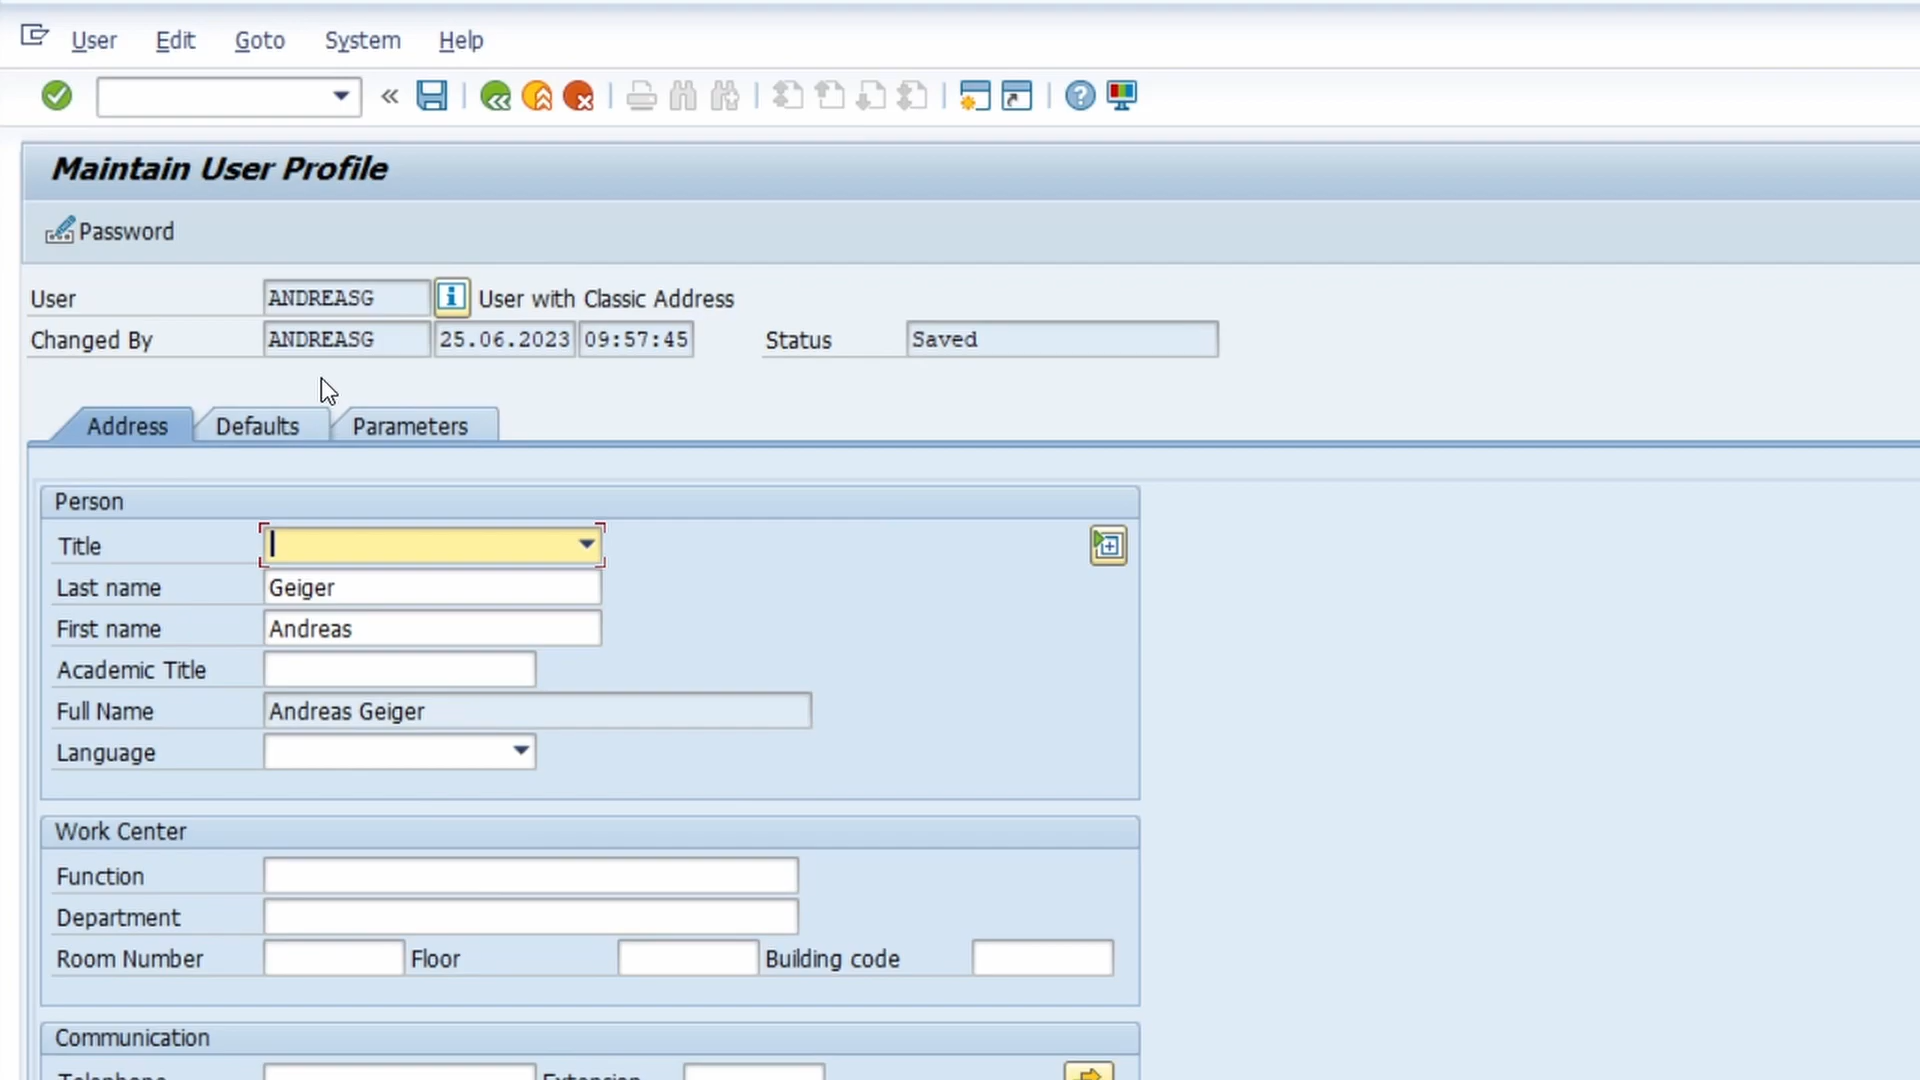 User Edit Goto System Help
Maintain User Profile
Password
User ANDREASG User with Classic Address
Changed By ANDREASG 25.06.2023 09:57:45 Status Saved
Address Defaults Parameters
Person
Title
Last name Geiger
First name Andreas
Academic Title
Full Name Andreas Geiger
Language
Work Center
Function
Department
Room Number Floor Building code
Communication
Telephone Extension